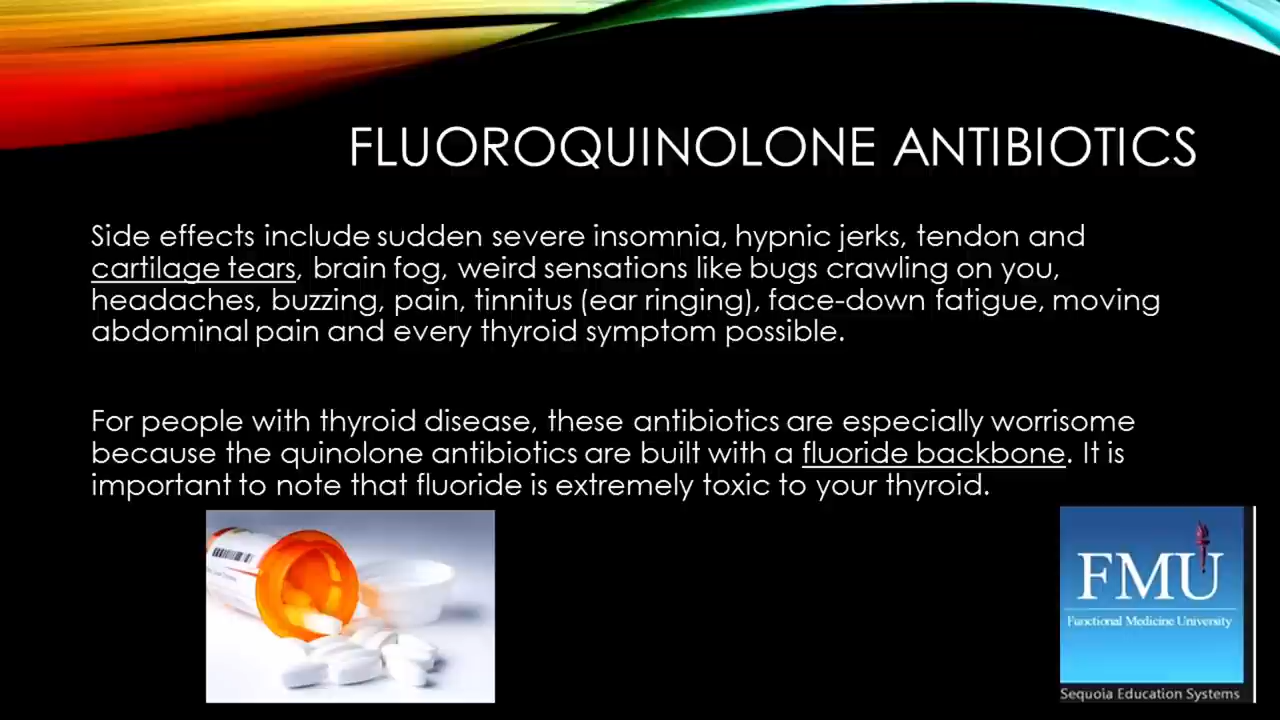 FLUOROQUINOLONE ANTIBIOTICS
Side effects include sudden severe insomnia, hypnic jerks, tendon and
cartilage tears, brain fog, weird sensations like bugs crawling on you,
headaches, buzzing, pain, tinnitus (ear ringing), face-down fatigue, moving
abdominal pain and every thyroid symptom possible.
For people with thyroid disease, these antibiotics are especially worrisome
because the quinolone antibiotics are built with a fluoride backbone. It is
important to note that fluoride is extremely toxic to your thyroid.
FMU
Functional Medicine University
Sequoia Education Systems